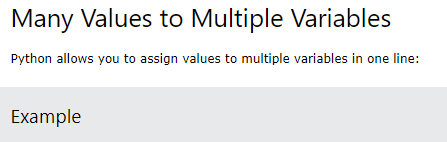 Many Values to Multiple Variables
Python allows you to assign values to multiple variables in one line:
Example